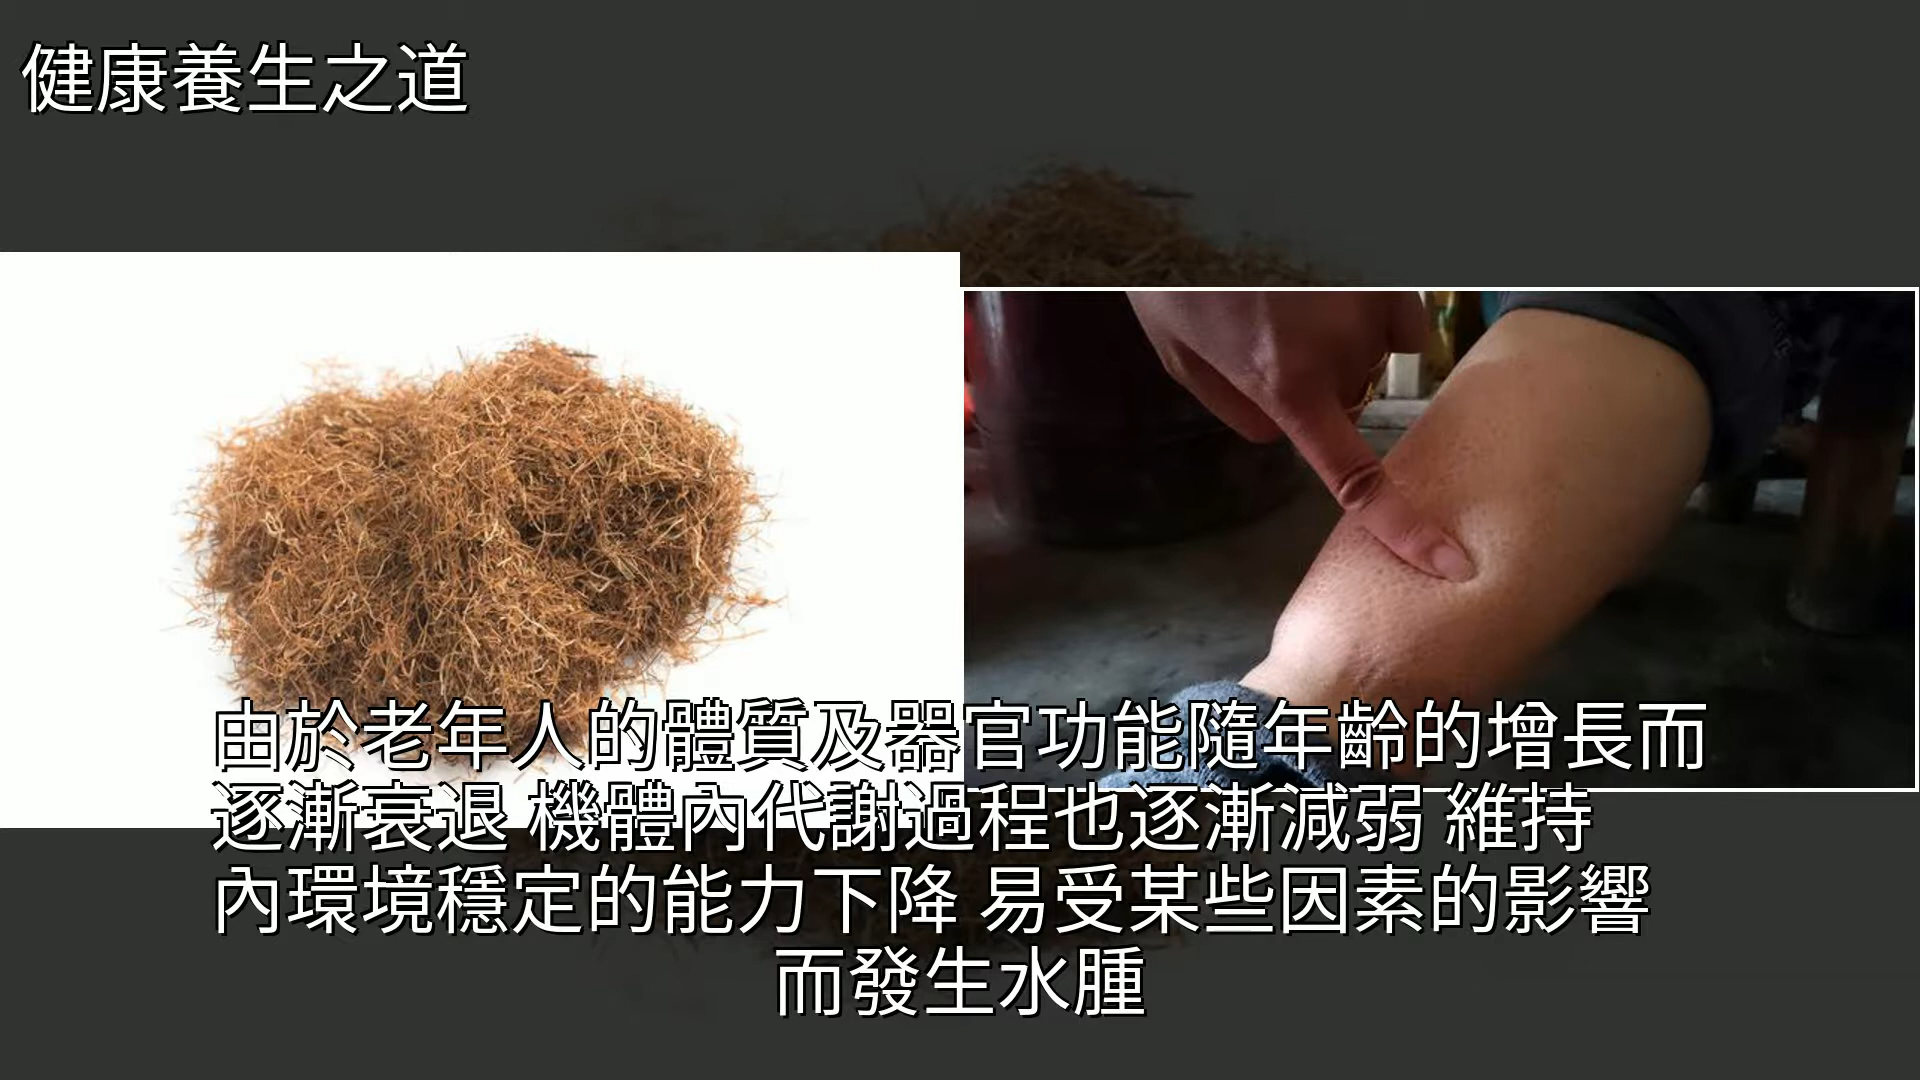 健康養生之道
由於老年人的體質及器官功能隨年齡的增長而
逐漸衰退 機體內代謝過程也逐漸減弱 維持
內環境穩定的能力下降 易受某些因素的影響
而發生水腫